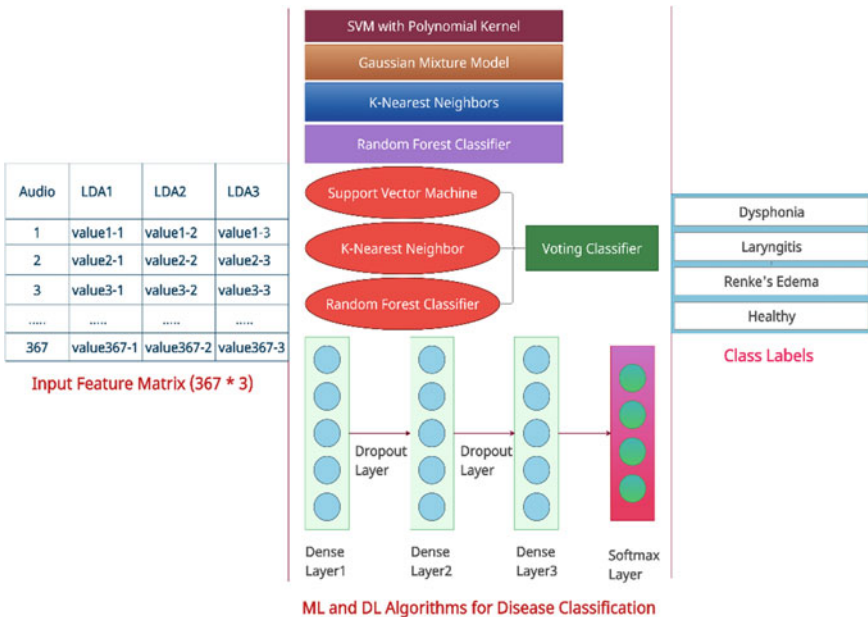 SVM with Polynomial Kernel
Gaussian Mixture Model
K-Nearest Neighbors
Random Forest Classifier
Audio LDA1 LDA2 LDA3
1 value1-1 value1-2 value1-3
2 value2-1 value2-2 value2-3
3 value3-1 value3-2 value3-3
..... ..... ..... .....
367 value367-1 value367-2 value367-3
Input Feature Matrix (367 * 3)
Support Vector Machine
K-Nearest Neighbor
Random Forest Classifier
Voting Classifier
Dropout
Layer
Dropout
Layer
Dense
Layer1
Dense
Layer2
Dense
Layer3
Softmax
Layer
ML and DL Algorithms for Disease Classification
Dysphonia
Laryngitis
Renke's Edema
Healthy
Class Labels